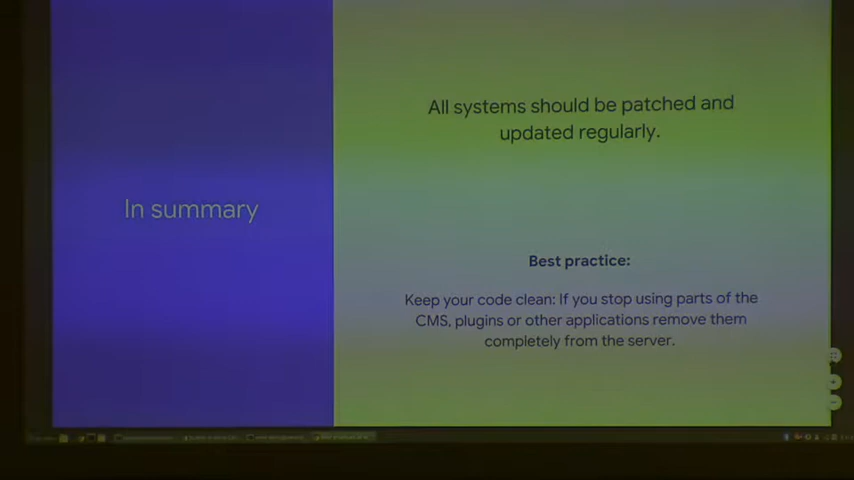 In summary
All systems should be patched and
updated regularly.
Best practice:
Keep your code clean: If you stop using parts of the
CMS, plugins or other applications remove them
completely from the server.